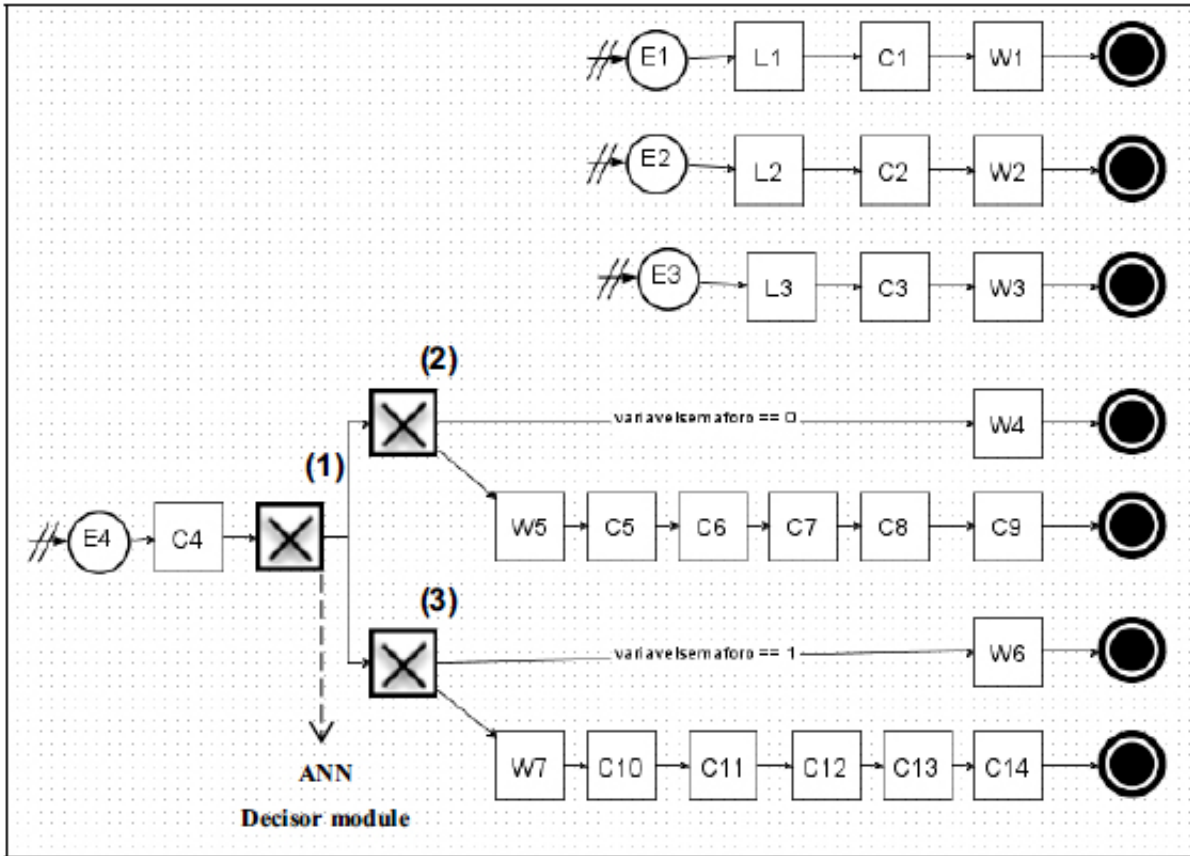 E1 L1 C1 W1
E2 L2 C2 W2
E3 L3 C3 W3
(2)
variavelsemaforo == 0 W4
(1)
E4 C4
W5 C5 C6 C7 C8 C9
(3)
variavelsemaforo == 1 W6
W7 C10 C11 C12 C13 C14
ANN
Decisor module